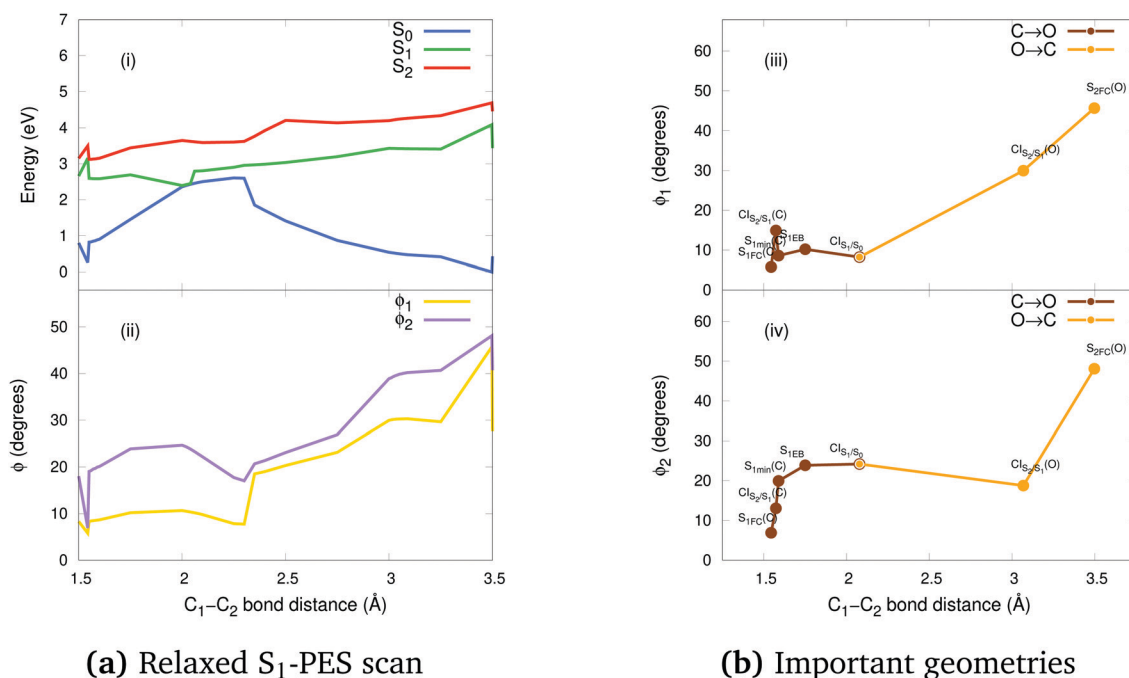 (i)
S0
S1
S2
Energy (eV)
7
6
5
4
3
2
1
0
(ii)
ϕ1
ϕ2
ϕ (degrees)
50
40
30
20
10
0
1.5 2 2.5 3 3.5
C1−C2 bond distance (Å)
(a) Relaxed S1-PES scan
(iii)
C→O
O→C
ϕ1 (degrees)
60
50
40
30
20
10
0
S2FC(O)
CIS2/S1(O)
CIS2/S1(C)
S1min(C)
S1EB
CIS1/S0
S1FC(C)
(iv)
C→O
O→C
ϕ2 (degrees)
60
50
40
30
20
10
0
S2FC(O)
S1EB
CIS1/S0
S1min(C)
CIS2/S1(O)
CIS2/S1(C)
S1FC(C)
1.5 2 2.5 3 3.5
C1−C2 bond distance (Å)
(b) Important geometries